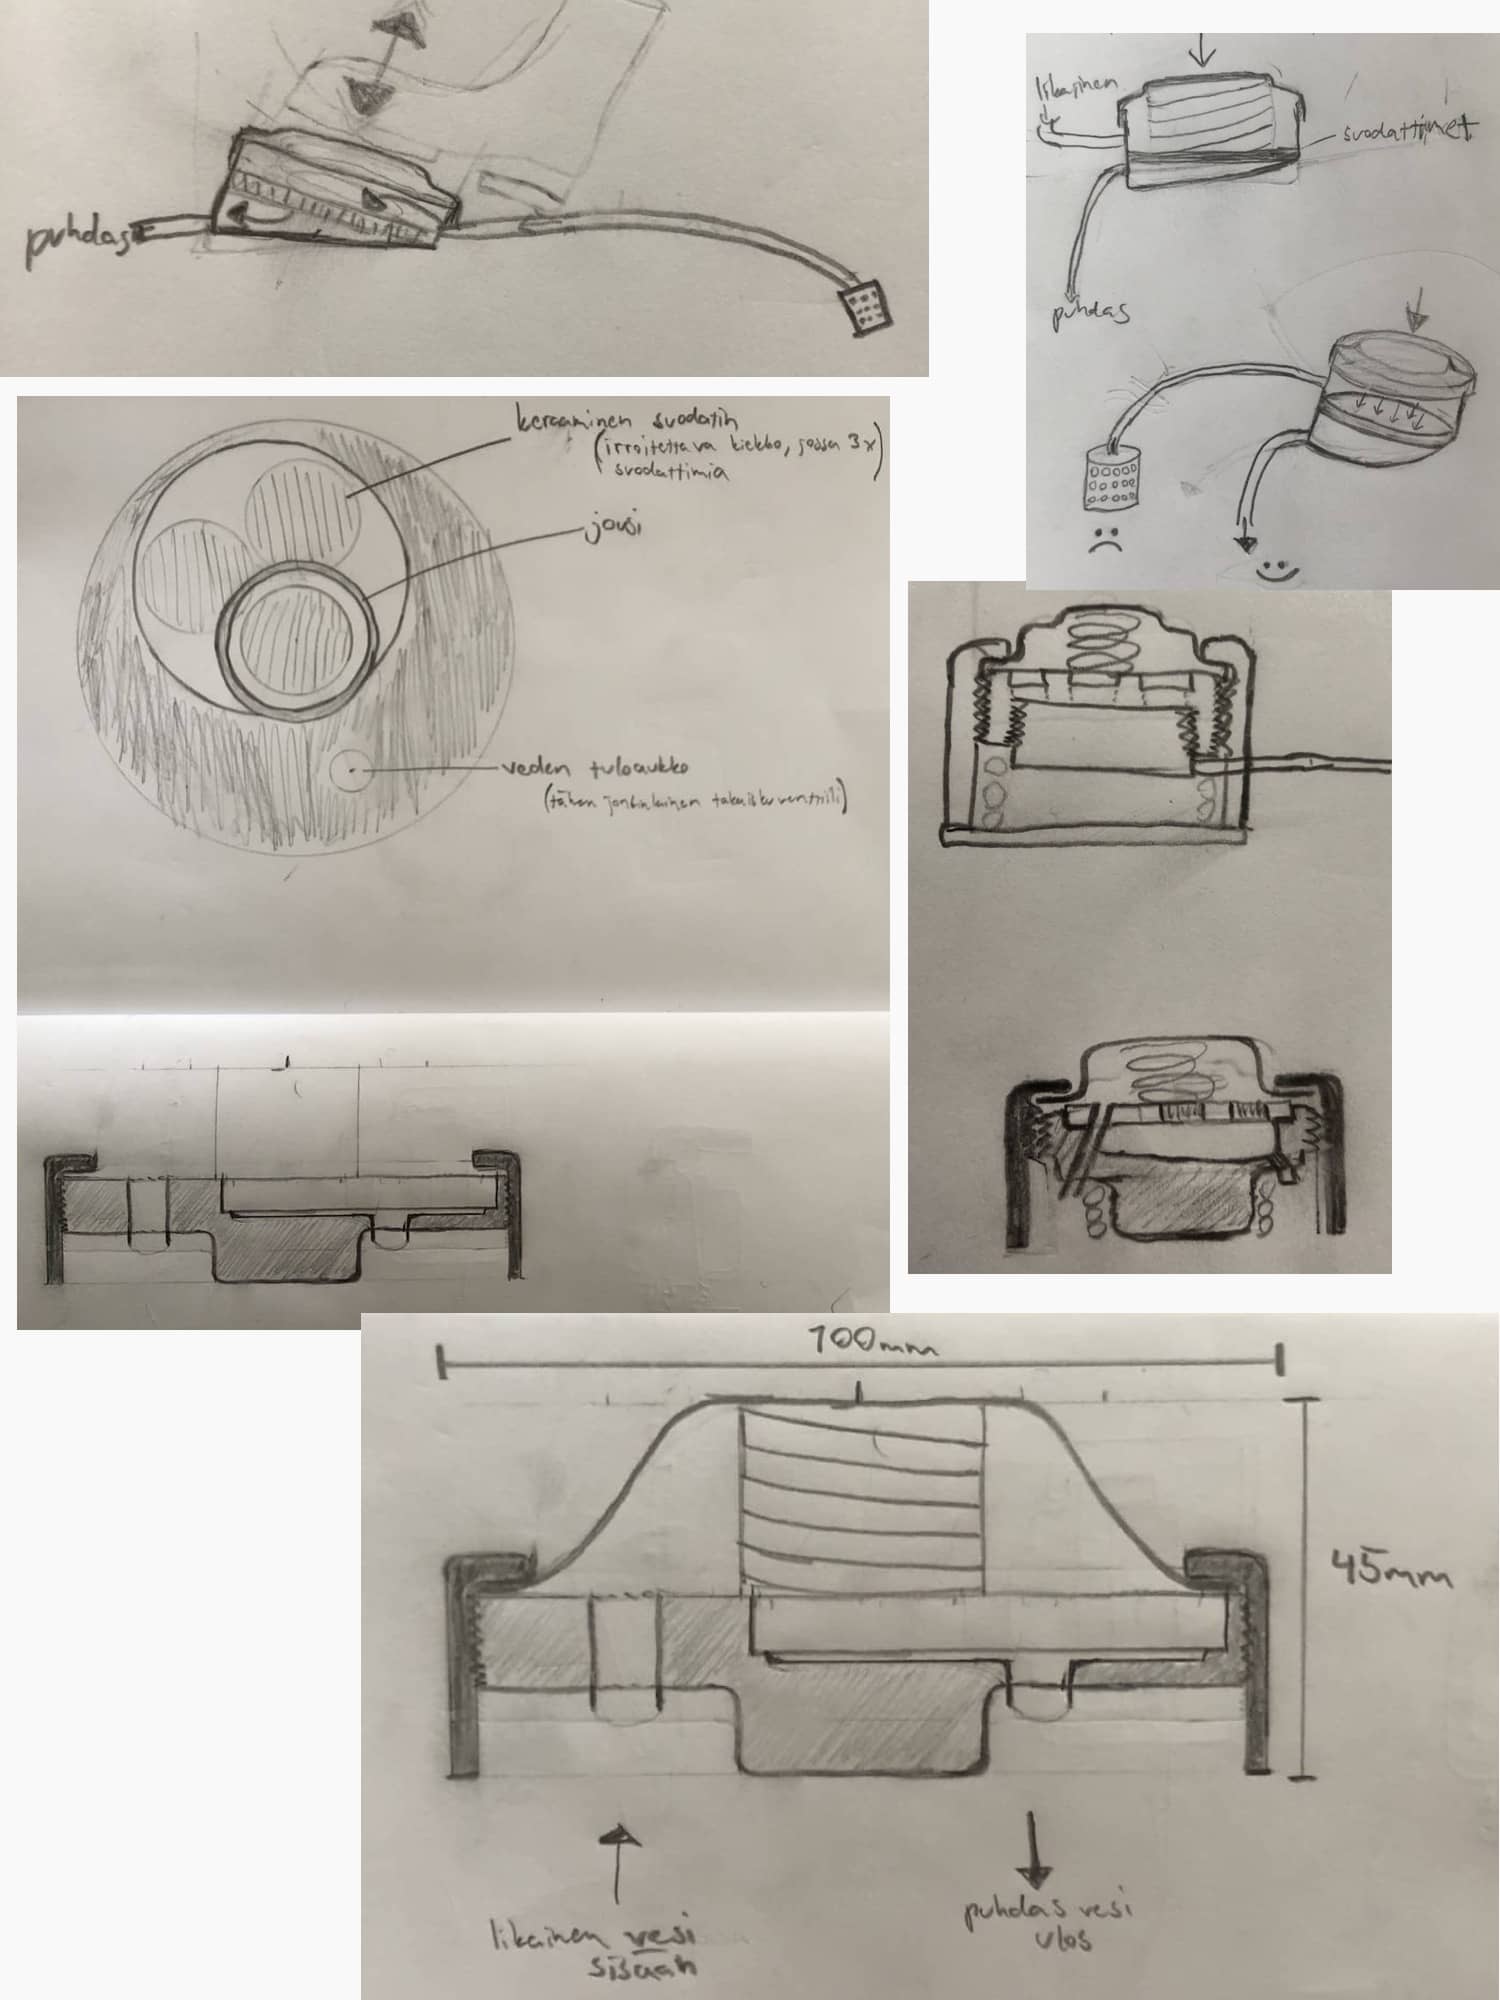 puhdas
likainen
suodattimet
puhdas
keraaminen suodatin
(irroitettava kiekko, jossa 3x
suodattimia)
jousi
veden tuloaukko
(tähän jonkinlainen takaiskuventtiili)
100mm
45mm
likainen vesi
sisään
puhdas vesi
ulos